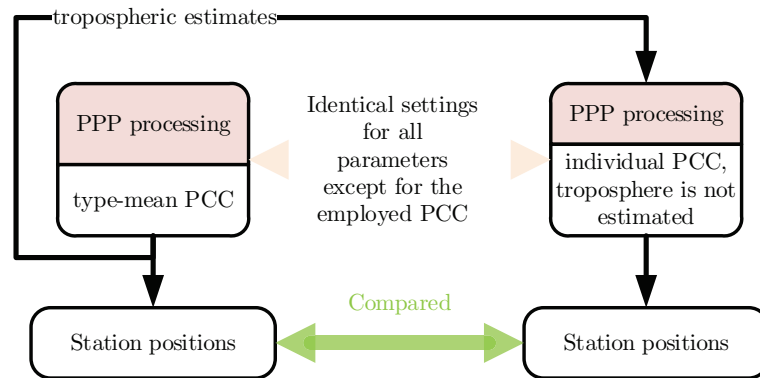 tropospheric estimates
PPP processing
type-mean PCC
Identical settings
for all
parameters
except for the
employed PCC
PPP processing
individual PCC,
troposphere is not
estimated
Compared
Station positions
Station positions